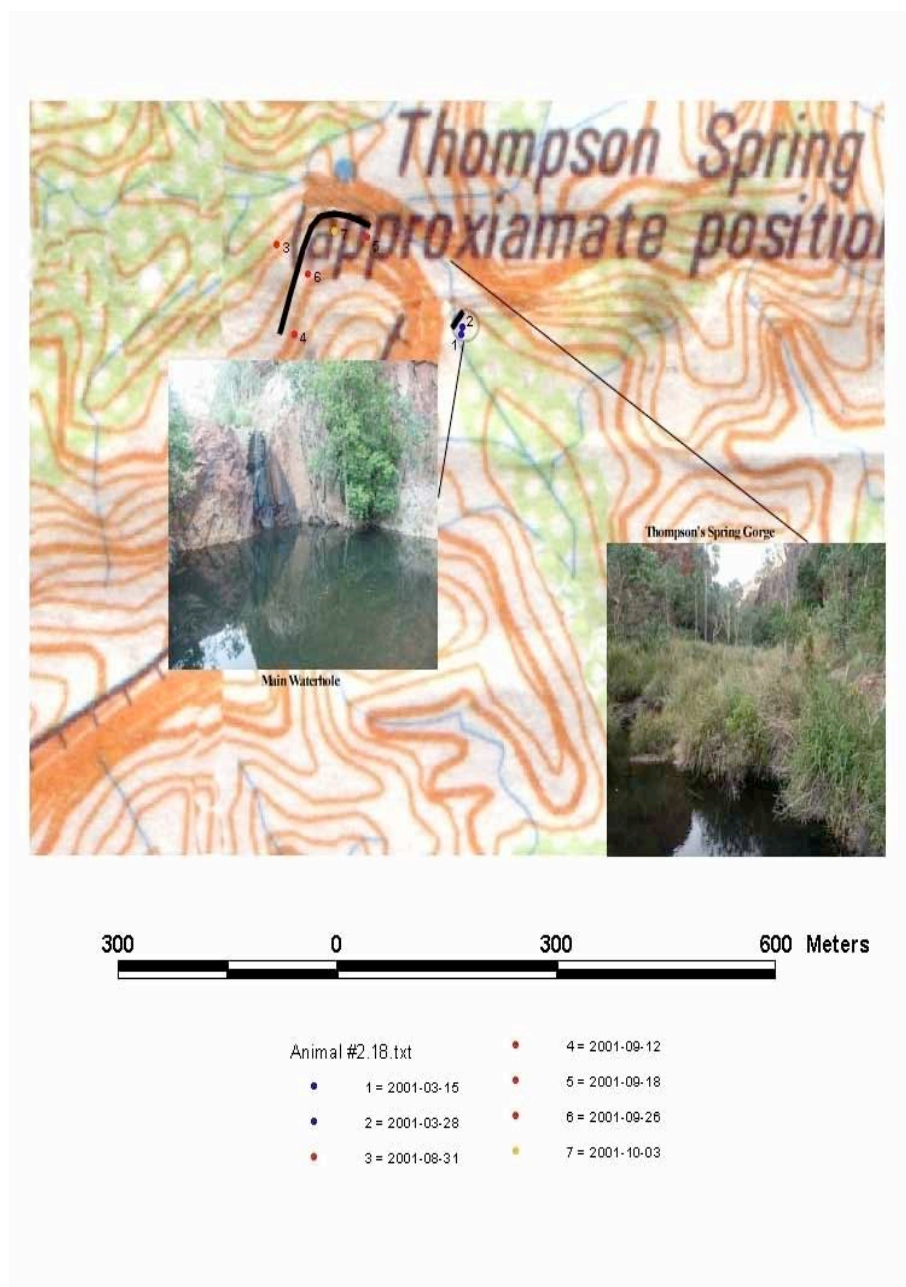 Thompson Spring
(approxiamate position
3
7
5
6
4
2
1
Thompson's Spring Gorge
Main Waterhole
300 0 300 600 Meters
Animal #2.18.txt
1 = 2001-03-15
2 = 2001-03-28
3 = 2001-08-31
4 = 2001-09-12
5 = 2001-09-18
6 = 2001-09-26
7 = 2001-10-03